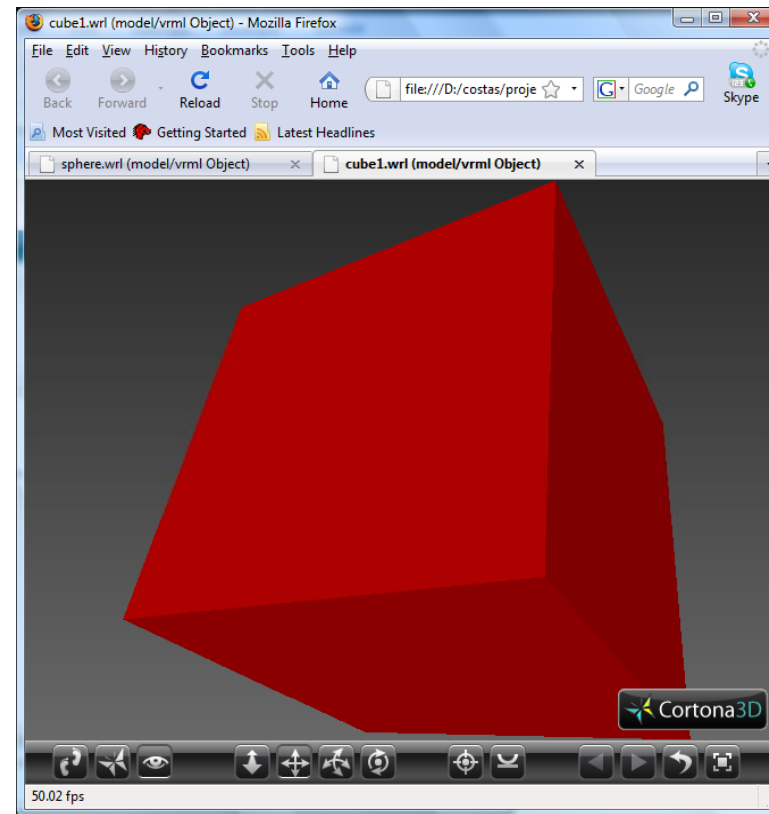 cube1.wrl (model/vrml Object) - Mozilla Firefox
File Edit View History Bookmarks Tools Help
Back Forward Reload Stop Home file:///D:/costas/proje G Google Skype
Most Visited Getting Started Latest Headlines
sphere.wrl (model/vrml Object) cube1.wrl (model/vrml Object)
Cortona3D
50.02 fps